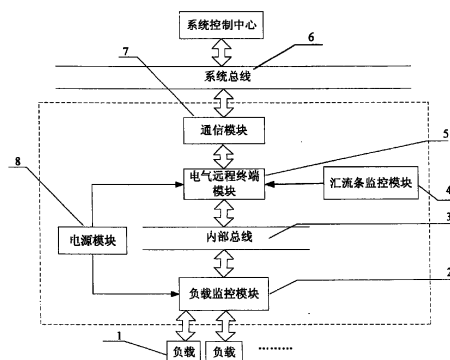 系统控制中心
6
系统总线
7
通信模块
5
电气远程终端
模块
汇流条监控模块
4
8
电源模块
3
内部总线
2
负载监控模块
1
负载 负载 ………